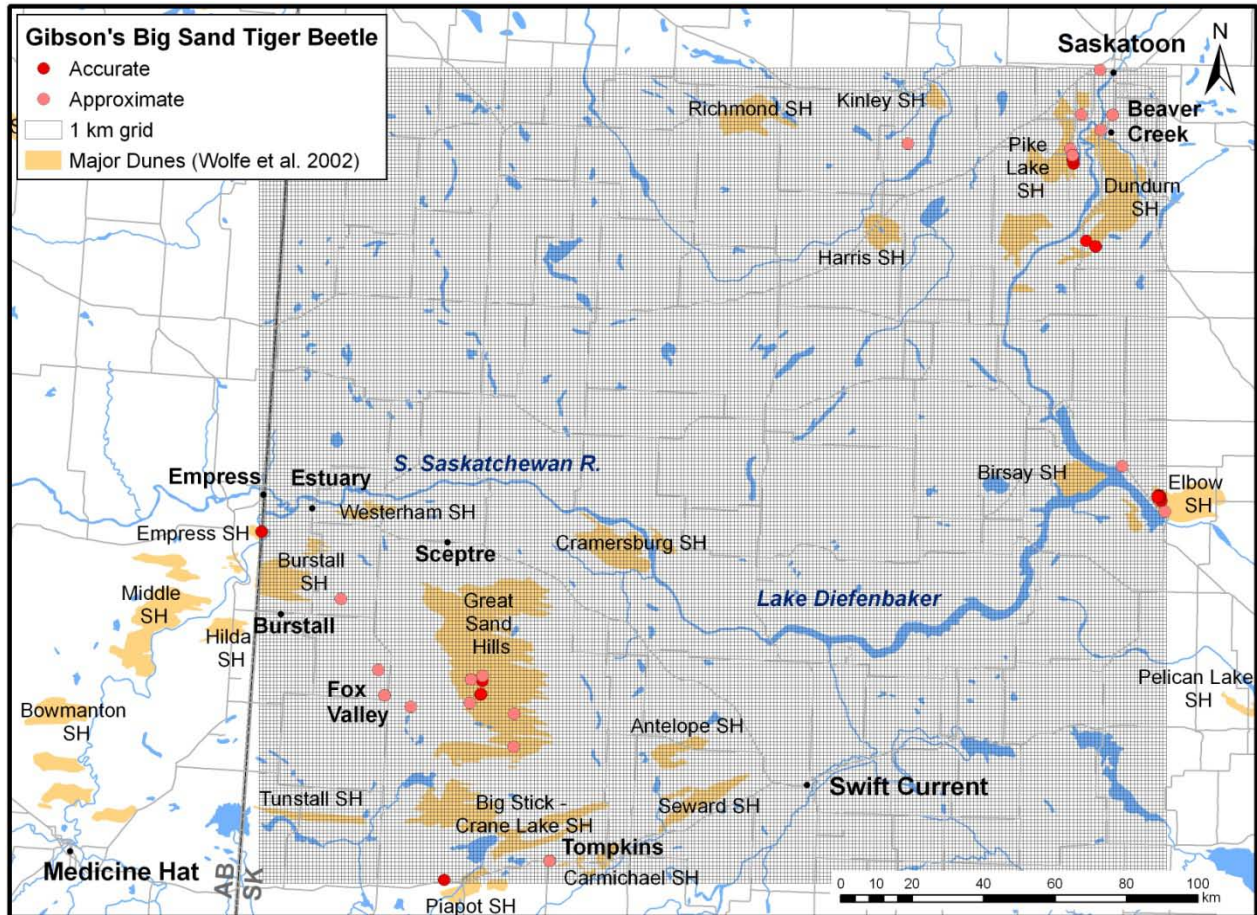 Gibson's Big Sand Tiger Beetle
Accurate
Approximate
1 km grid
Major Dunes (Wolfe et al. 2002)
N
Saskatoon
Richmond SH
Kinley SH
Beaver
Creek
Pike
Lake
SH
Dundurn
SH
Harris SH
Empress
Estuary
S. Saskatchewan R.
Birsay SH
Elbow
SH
Westerham SH
Empress SH
Sceptre
Cramersburg SH
Burstall
SH
Middle
SH
Great
Sand
Hills
Lake Diefenbaker
Burstall
Hilda
SH
Fox
Valley
Pelican Lake
SH
Bowmanton
SH
Antelope SH
Swift Current
Tunstall SH
Big Stick -
Crane Lake SH
Seward SH
Tompkins
Medicine Hat
AB
SK
Carmichael SH
Piapot SH
0 10 20 40 60 80 100
km